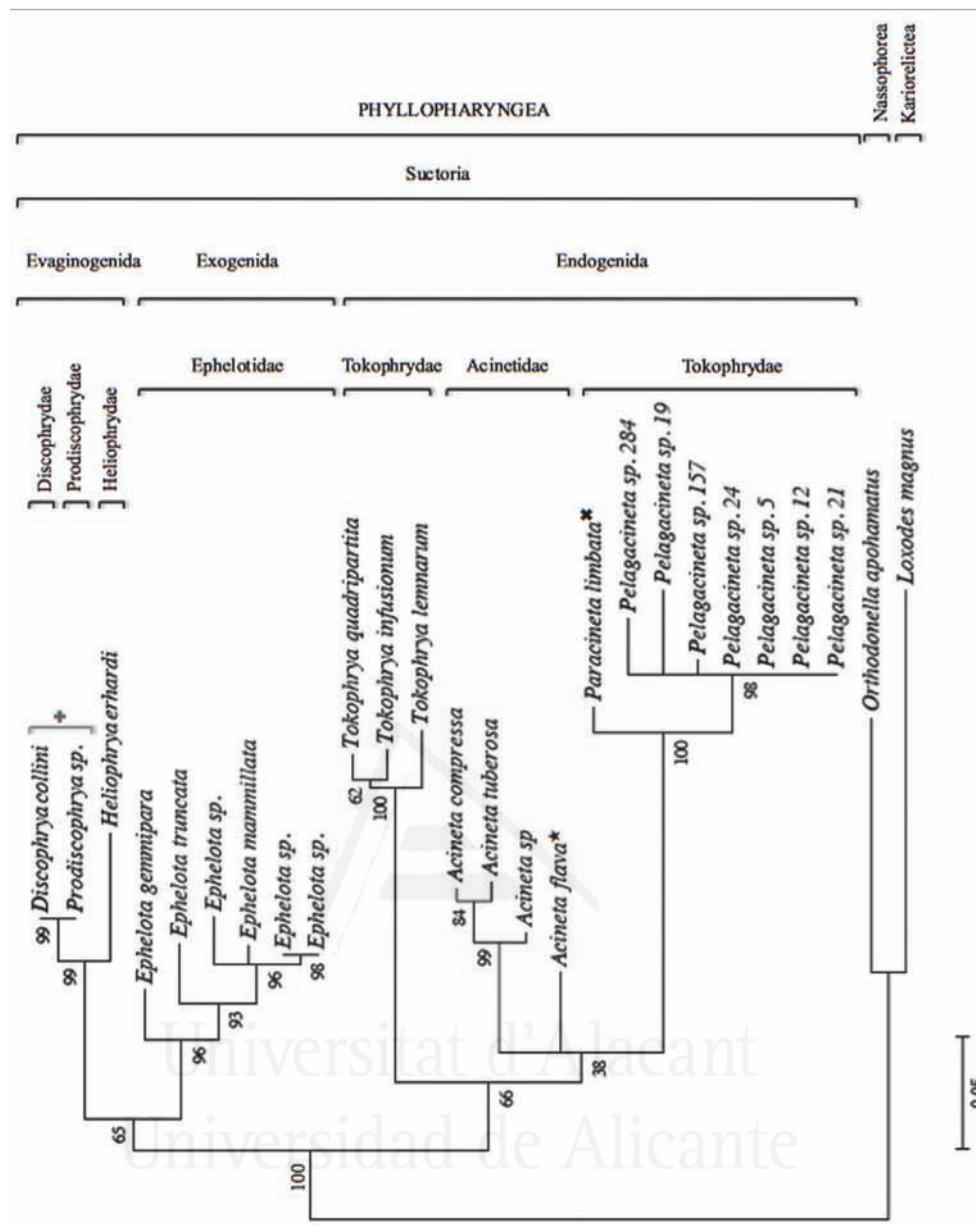 PHYLLOPHARYNGEA
Nassophorea
Kariorelictea
Suctoria
Evaginogenida
Exogenida
Endogenida
Discophrydae
Prodiscophrydae
Heliophrydae
Ephelotidae
Tokophrydae
Acinetidae
Tokophrydae
Discophrya collini
Prodiscophrya sp.
+
Heliophrya erhardi
Ephelota gemmipara
Ephelota truncata
Ephelota sp.
Ephelota mammillata
Ephelota sp.
Ephelota sp.
Tokophrya quadripartita
Tokophrya infusionum
Tokophrya lemnarum
Acineta compressa
Acineta tuberosa
Acineta sp
Acineta flava★
Paracineta limbata✖
Pelagacineta sp. 284
Pelagacineta sp. 19
Pelagacineta sp. 157
Pelagacineta sp. 24
Pelagacineta sp. 5
Pelagacineta sp. 12
Pelagacineta sp. 21
Orthodonella apohamatus
Loxodes magnus
99
99
96
93
96
98
65
62
100
84
99
38
66
100
98
100
0.05
Universitat d'Alacant
Universidad de Alicante